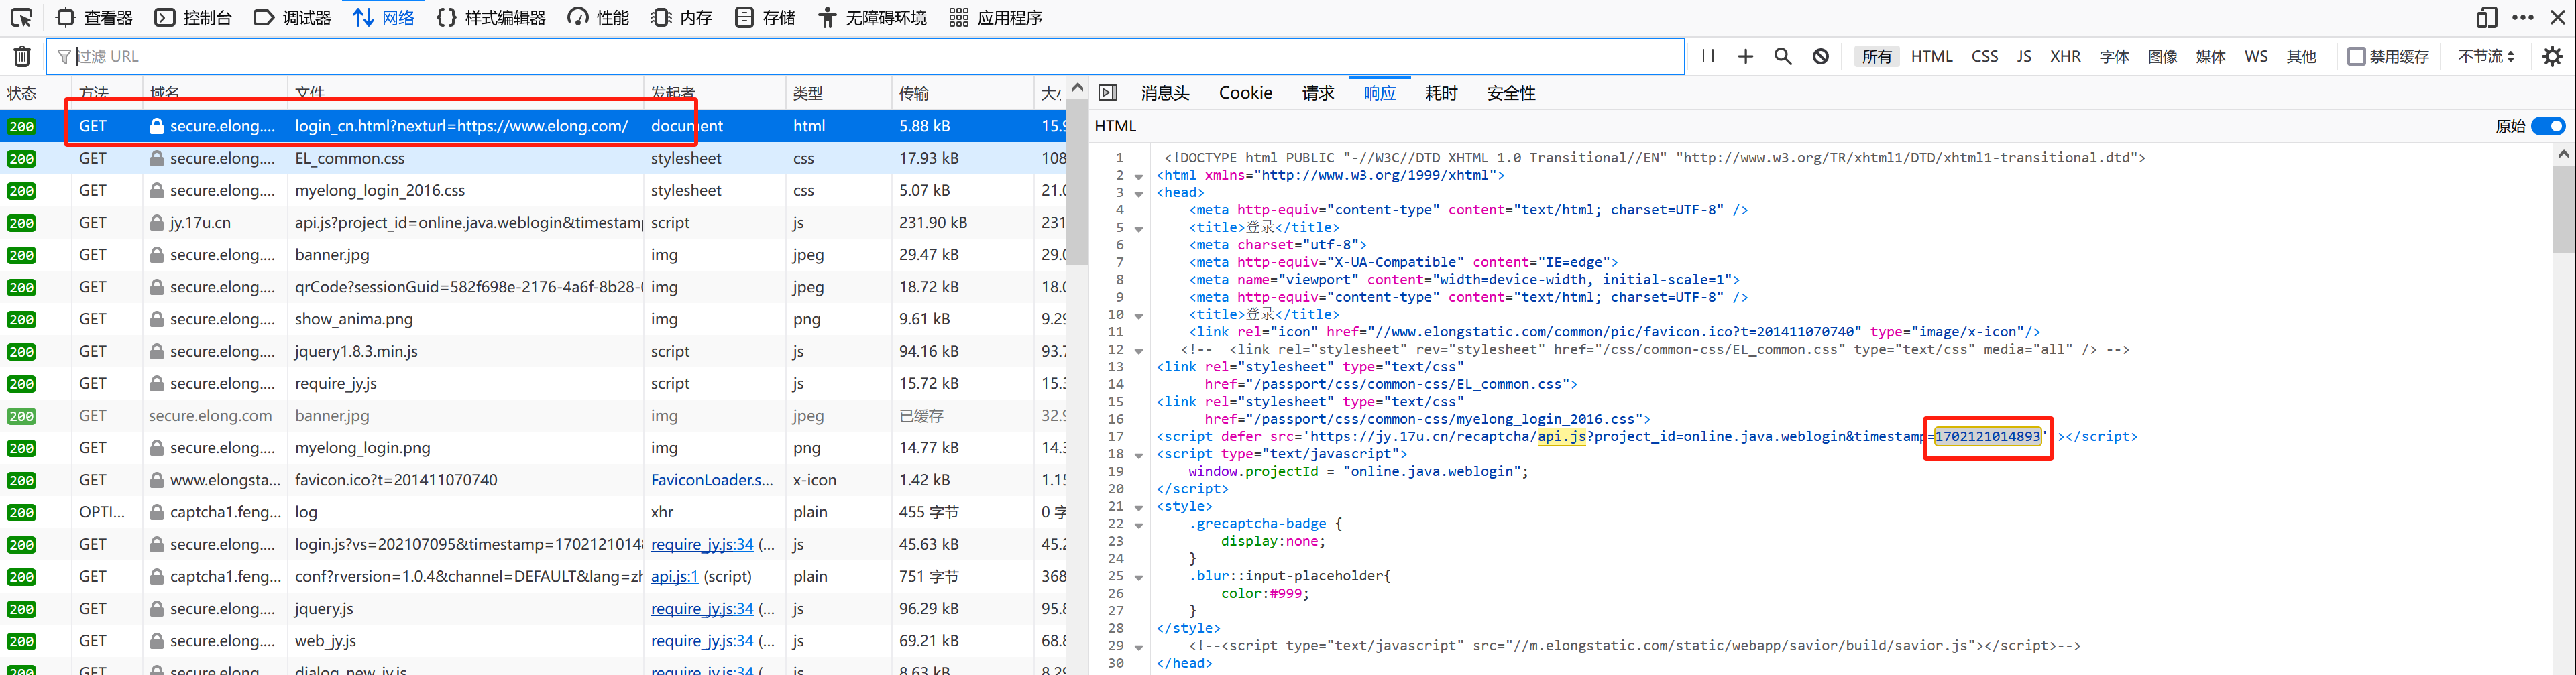 查看器 控制台 调试器 网络 样式编辑器 性能 内存 存储 无障碍环境 应用程序
过滤 URL 所有 HTML CSS JS XHR 字体 图像 媒体 WS 其他 禁用缓存 不节流
状态 方法 域名 文件 发起者 类型 传输 大小
200 GET secure.elong.... login_cn.html?nexturl=https://www.elong.com/ document html 5.88 kB 15.9
200 GET secure.elong.... EL_common.css stylesheet css 17.93 kB 108
200 GET secure.elong.... myelong_login_2016.css stylesheet css 5.07 kB 21.0
200 GET jy.17u.cn api.js?project_id=online.java.weblogin&timestamp script js 231.90 kB 231
200 GET secure.elong.... banner.jpg img jpeg 29.47 kB 29.0
200 GET secure.elong.... qrCode?sessionGuid=582f698e-2176-4a6f-8b28- img jpeg 18.72 kB 18.0
200 GET secure.elong.... show_anima.png img png 9.61 kB 9.29
200 GET secure.elong.... jquery1.8.3.min.js script js 94.16 kB 93.7
200 GET secure.elong.... require_jy.js script js 15.72 kB 15.3
200 GET secure.elong.com banner.jpg img jpeg 已缓存 32.9
200 GET secure.elong.... myelong_login.png img png 14.77 kB 14.3
200 GET www.elongsta... favicon.ico?t=201411070740 FaviconLoader.s... x-icon 1.42 kB 1.15
200 OPTI... captcha1.feng... log xhr plain 455 字节 0 字
200 GET secure.elong.... login.js?vs=202107095&timestamp=1702121014 require_jy.js:34 (... js 45.63 kB 45.2
200 GET captcha1.feng... conf?rversion=1.0.4&channel=DEFAULT&lang=zh api.js:1 (script) plain 751 字节 368
200 GET secure.elong.... jquery.js require_jy.js:34 (... js 96.29 kB 95.8
200 GET secure.elong.... web_jy.js require_jy.js:34 (... js 69.21 kB 68.8
200 GET secure.elong dialog_new_jy.js require_jy.js:34 (... js 8.63 kB 8.29
消息头 Cookie 请求 响应 耗时 安全性
HTML 原始
1 <!DOCTYPE html PUBLIC "-//W3C//DTD XHTML 1.0 Transitional//EN" "http://www.w3.org/TR/xhtml1/DTD/xhtml1-transitional.dtd">
2 <html xmlns="http://www.w3.org/1999/xhtml">
3 <head>
4 <meta http-equiv="content-type" content="text/html; charset=UTF-8" />
5 <title>登录</title>
6 <meta charset="utf-8">
7 <meta http-equiv="X-UA-Compatible" content="IE=edge">
8 <meta name="viewport" content="width=device-width, initial-scale=1">
9 <meta http-equiv="content-type" content="text/html; charset=UTF-8" />
10 <title>登录</title>
11 <link rel="icon" href="//www.elongstatic.com/common/pic/favicon.ico?t=201411070740" type="image/x-icon"/>
12 <!-- <link rel="stylesheet" rev="stylesheet" href="/css/common-css/EL_common.css" type="text/css" media="all" /> -->
13 <link rel="stylesheet" type="text/css"
14 href="/passport/css/common-css/EL_common.css">
15 <link rel="stylesheet" type="text/css"
16 href="/passport/css/common-css/myelong_login_2016.css">
17 <script defer src='https://jy.17u.cn/recaptcha/api.js?project_id=online.java.weblogin&timestamp=1702121014893' ></script>
18 <script type="text/javascript">
19 window.projectId = "online.java.weblogin";
20 </script>
21 <style>
22 .grecaptcha-badge {
23 display:none;
24 }
25 .blur::input-placeholder{
26 color:#999;
27 }
28 </style>
29 <!--<script type="text/javascript" src="//m.elongstatic.com/static/webapp/savior/build/savior.js"></script>-->
30 </head>